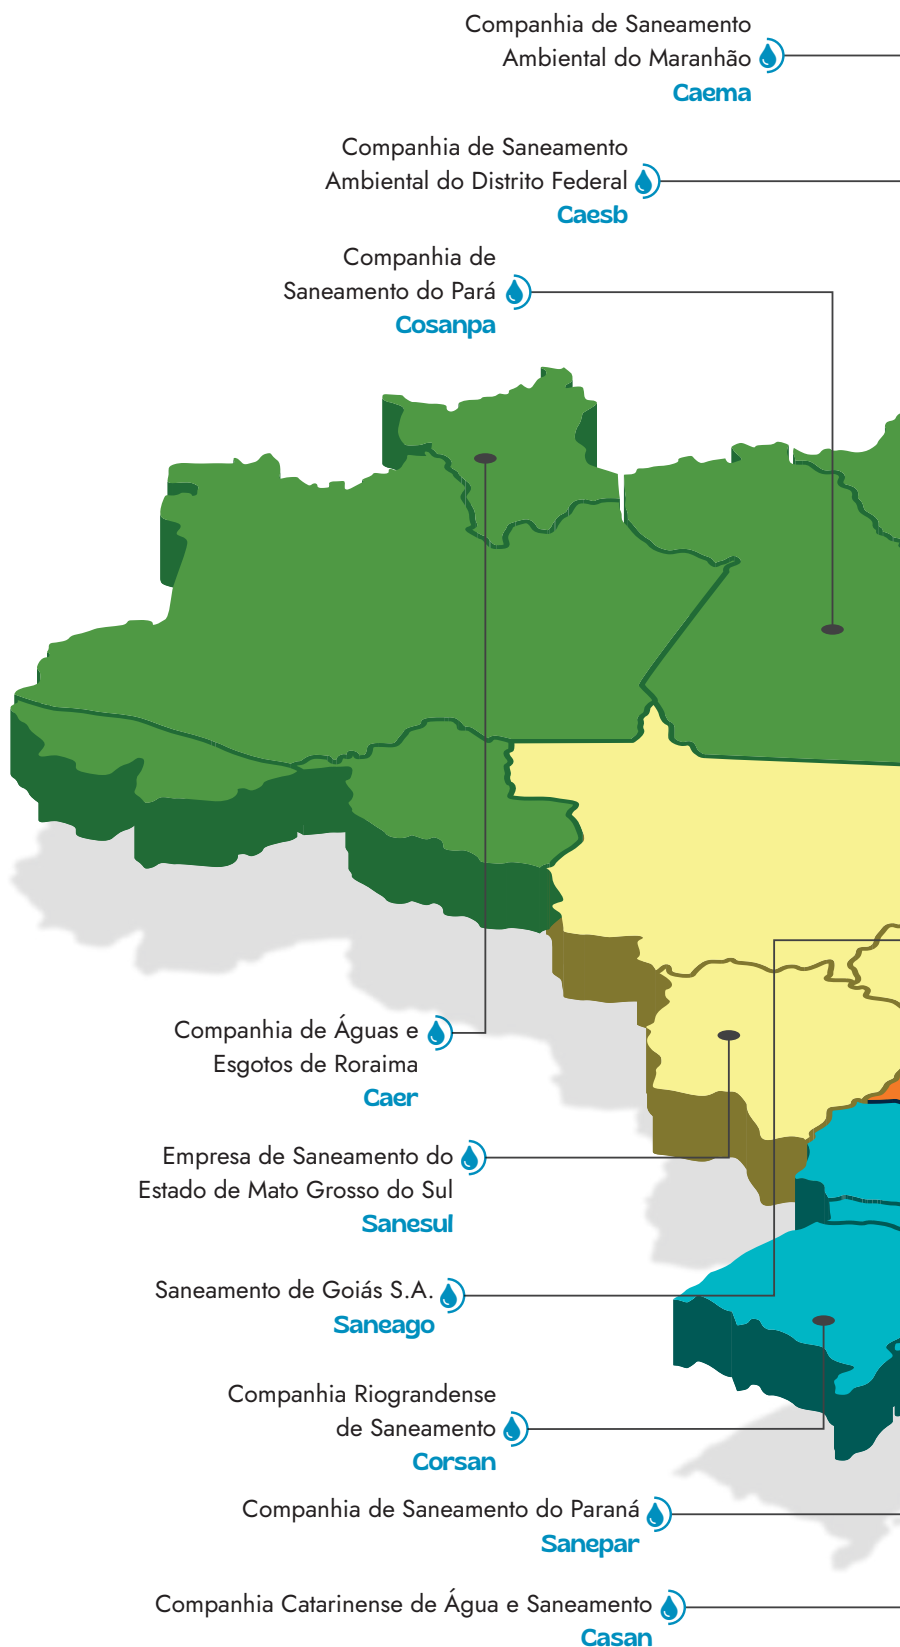 Companhia de Saneamento
Ambiental do Maranhão
Caema
Companhia de Saneamento
Ambiental do Distrito Federal
Caesb
Companhia de
Saneamento do Pará
Cosanpa
Companhia de Águas e
Esgotos de Roraima
Caer
Empresa de Saneamento do
Estado de Mato Grosso do Sul
Sanesul
Saneamento de Goiás S.A.
Saneago
Companhia Riograndense
de Saneamento
Corsan
Companhia de Saneamento do Paraná
Sanepar
Companhia Catarinense de Água e Saneamento
Casan